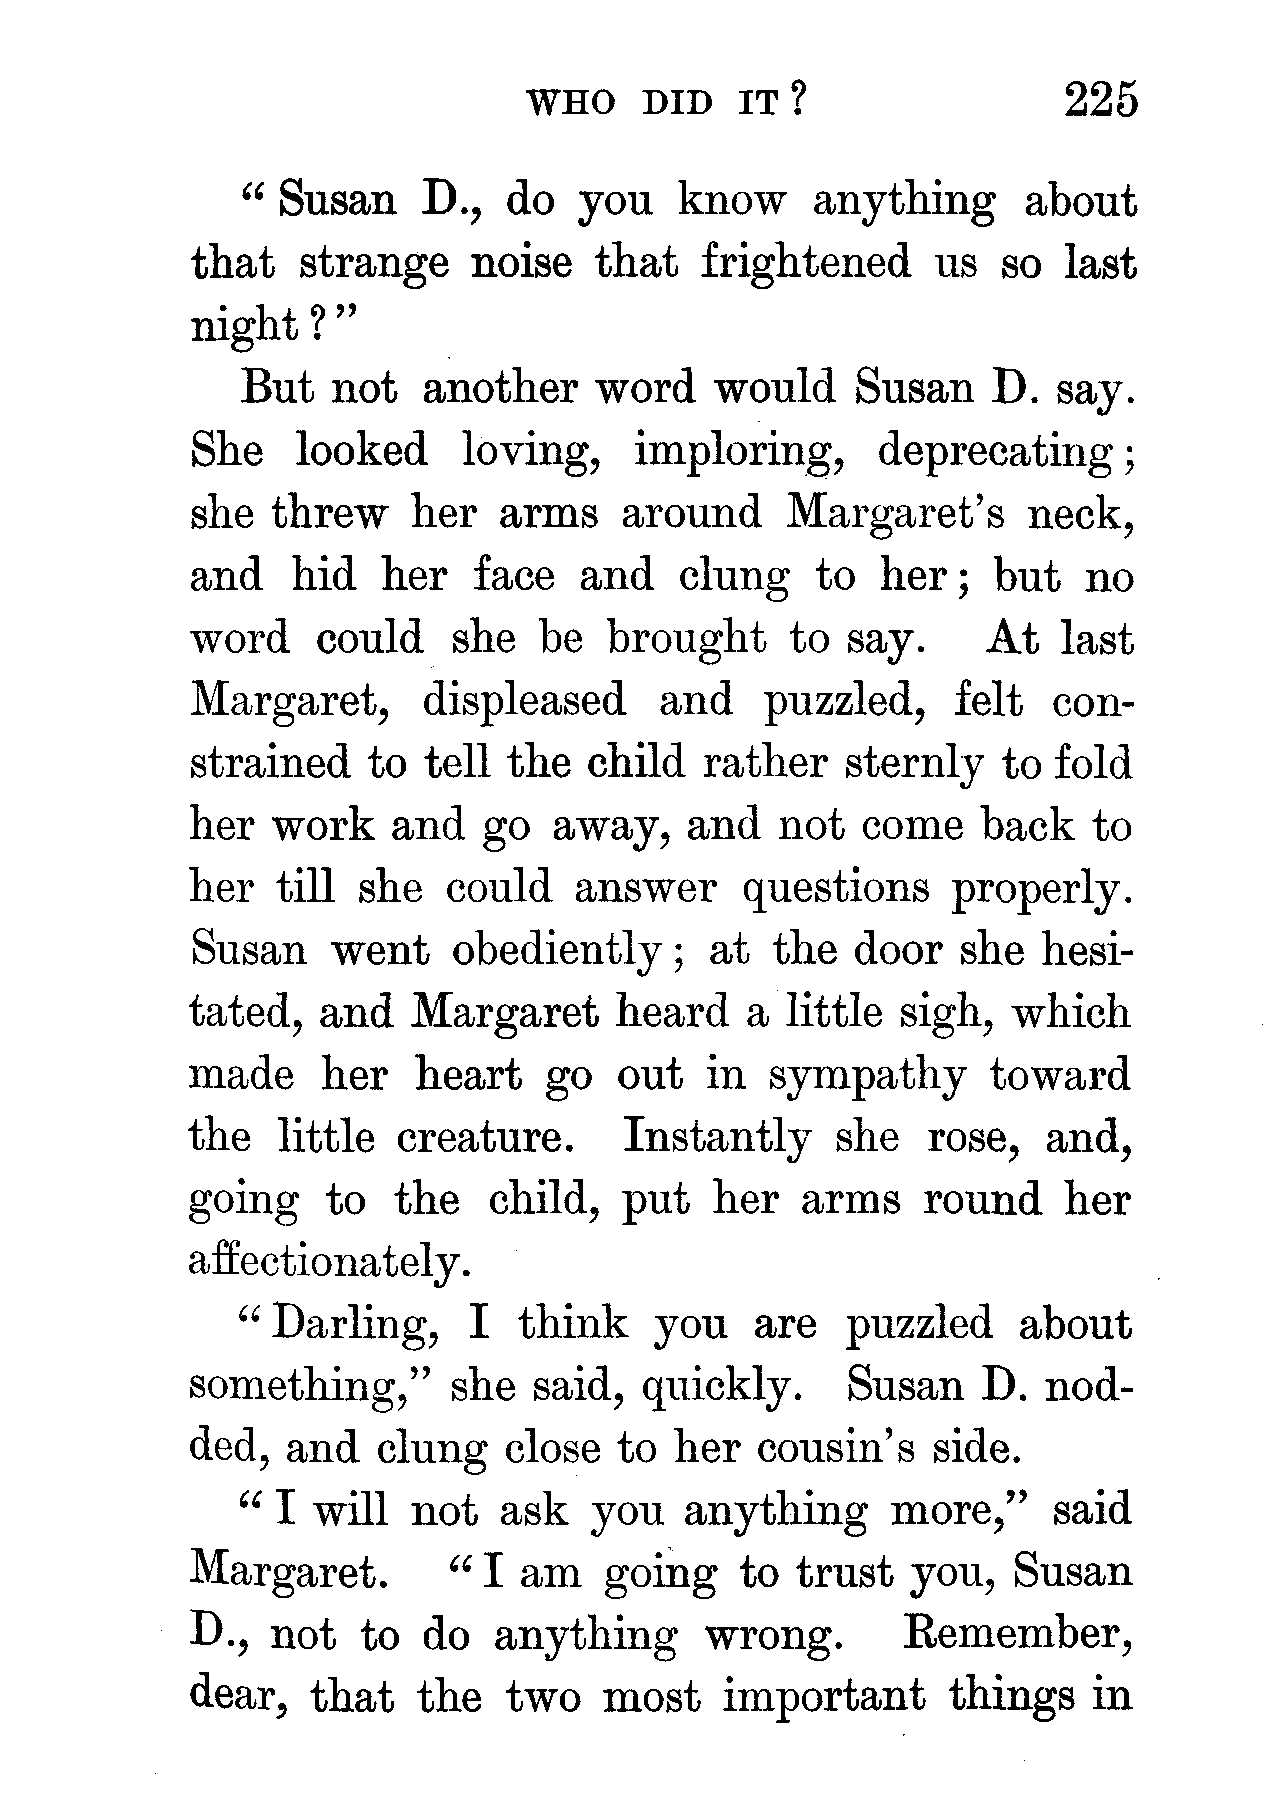 WHO DID IT? 225
“Susan D., do you know anything about
that strange noise that frightened us so last
night?”
But not another word would Susan D. say.
She looked loving, imploring, deprecating;
she threw her arms around Margaret’s neck,
and hid her face and clung to her; but no
word could she be brought to say. At last
Margaret, displeased and puzzled, felt con-
strained to tell the child rather sternly to fold
her work and go away, and not come back to
her till she could answer questions properly.
Susan went obediently; at the door she hesi-
tated, and Margaret heard a little sigh, which
made her heart go out in sympathy toward
the little creature. Instantly she rose, and,
going to the child, put her arms round her
affectionately.
“Darling, I think you are puzzled about
something,” she said, quickly. Susan D. nod-
ded, and clung close to her cousin’s side.
“I will not ask you anything more,” said
Margaret. “I am going to trust you, Susan
D., not to do anything wrong. Remember,
dear, that the two most important things in